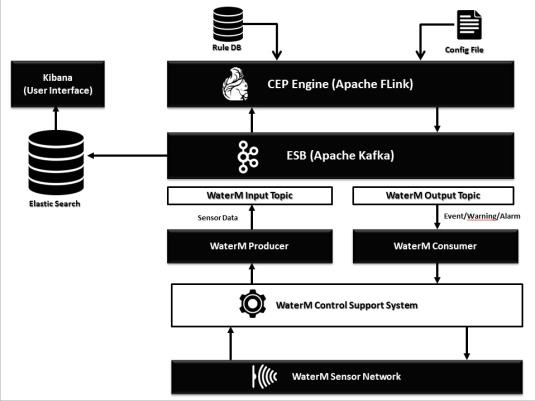 Rule DB
Config File
Kibana
(User Interface)
CEP Engine (Apache FLink)
ESB (Apache Kafka)
Elastic Search
WaterM Input Topic
WaterM Output Topic
Sensor Data
Event/Warning/Alarm
WaterM Producer
WaterM Consumer
WaterM Control Support System
WaterM Sensor Network